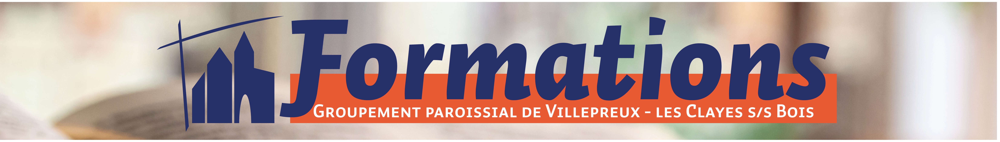 Formations
Groupement paroissial de Villepreux - les Clayes s/s Bois